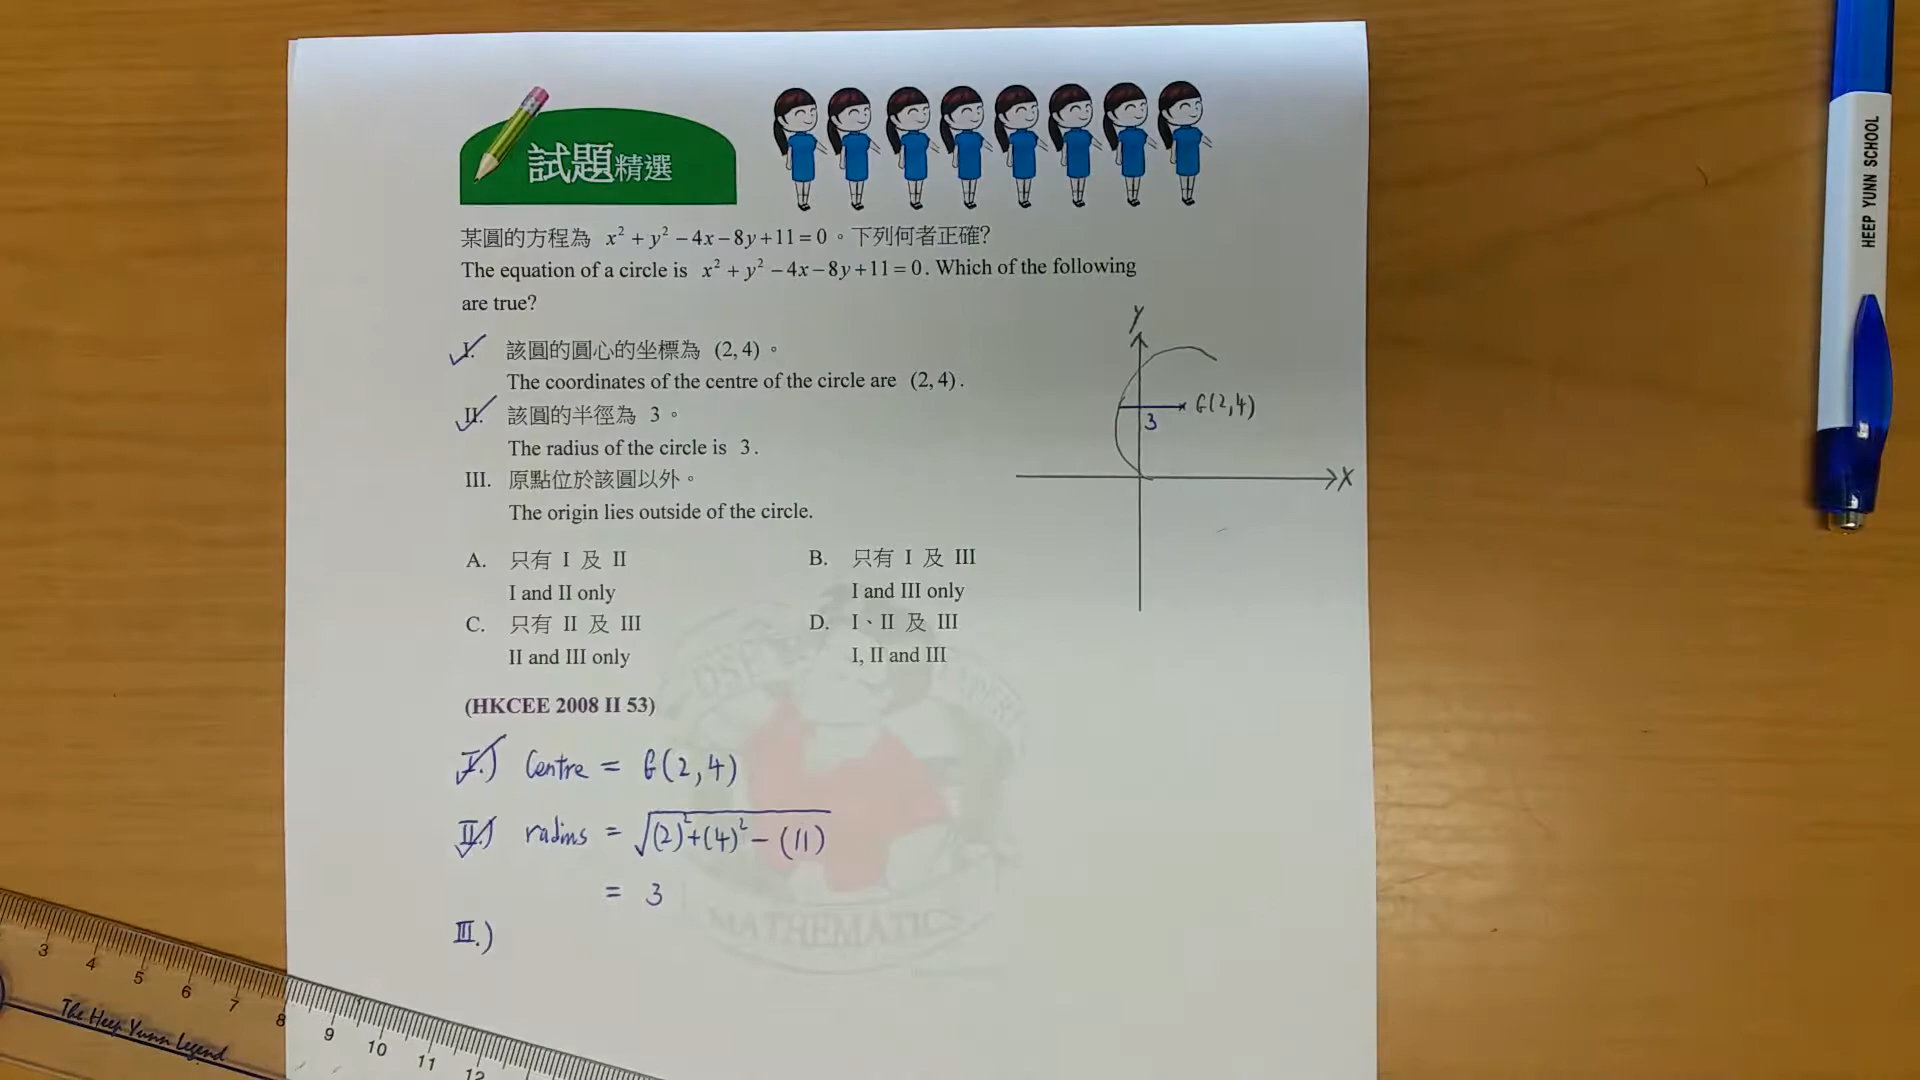 試題精選
某圓的方程為 x² + y² − 4x − 8y + 11 = 0 。下列何者正確?
The equation of a circle is x² + y² − 4x − 8y + 11 = 0. Which of the following
are true?
I. 該圓的圓心的坐標為 (2, 4) 。
The coordinates of the centre of the circle are (2, 4).
II. 該圓的半徑為 3 。
The radius of the circle is 3.
III. 原點位於該圓以外。
The origin lies outside of the circle.
Y
G(2,4)
3
X
A. 只有 I 及 II
I and II only
B. 只有 I 及 III
I and III only
C. 只有 II 及 III
II and III only
D. I、II 及 III
I, II and III
(HKCEE 2008 II 53)
I.) Centre = G(2,4)
II.) radius = √((2)²+(4)² − (11))
= 3
III.)
DSE
MATHEMATICS
HEEP YUNN SCHOOL
3 4 5 6 7 8 9 10 11 12
The Heep Yunn Legend